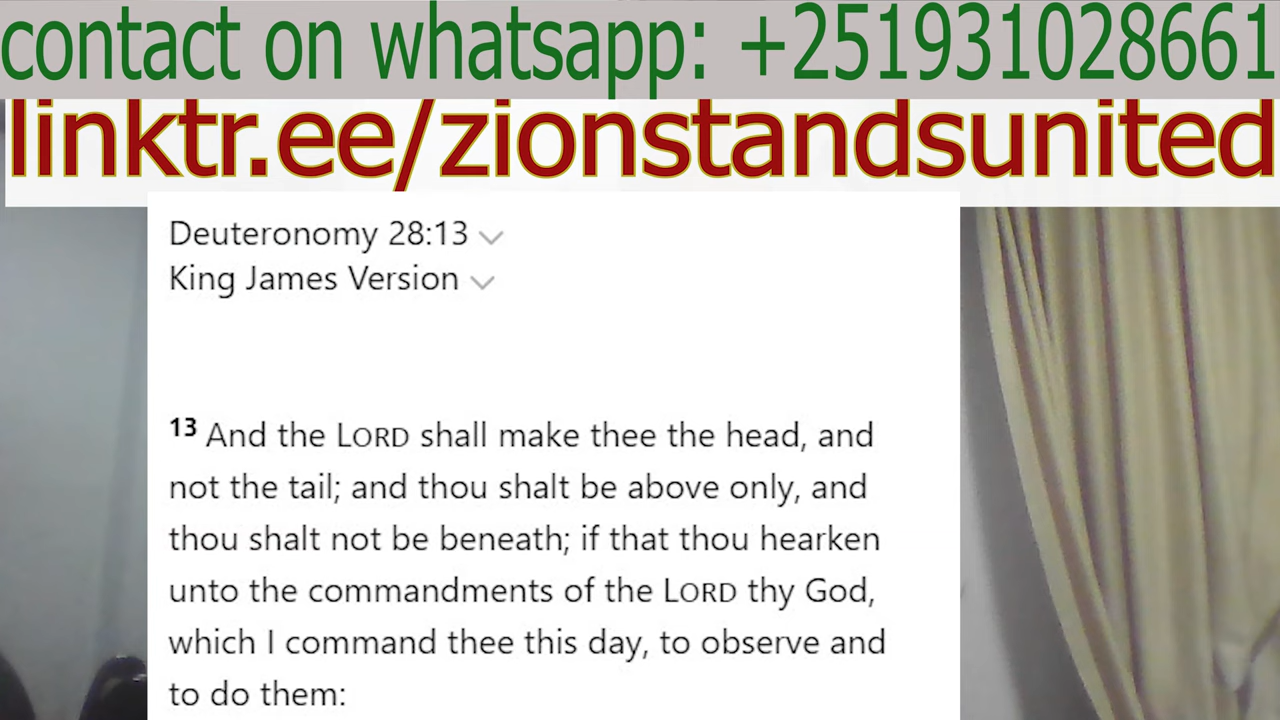 contact on whatsapp: +251931028661
linktr.ee/zionstandsunited
Deuteronomy 28:13
King James Version
13 And the LORD shall make thee the head, and
not the tail; and thou shalt be above only, and
thou shalt not be beneath; if that thou hearken
unto the commandments of the LORD thy God,
which I command thee this day, to observe and
to do them: